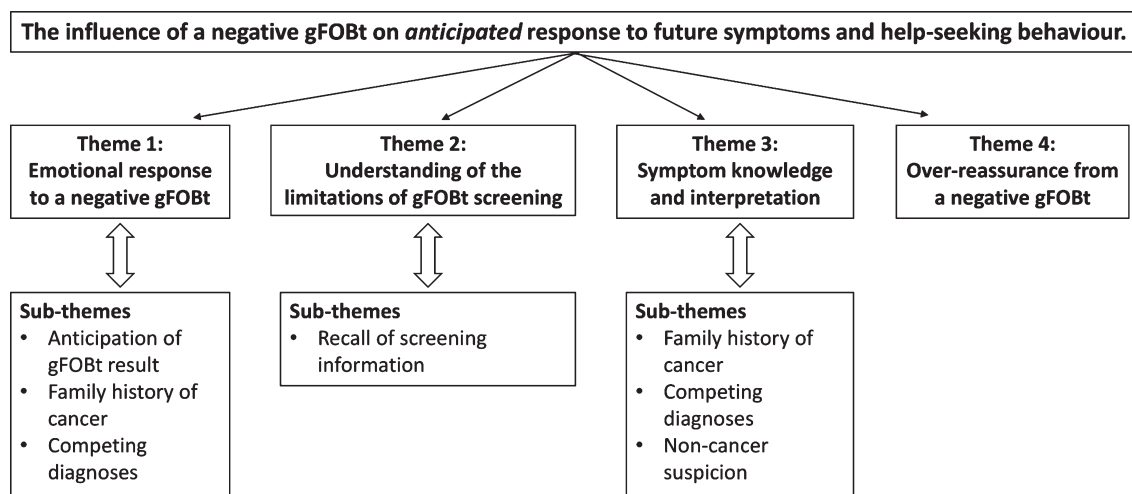 The influence of a negative gFOBt on anticipated response to future symptoms and help-seeking behaviour.
Theme 1:
Emotional response
to a negative gFOBt
Theme 2:
Understanding of the
limitations of gFOBt screening
Theme 3:
Symptom knowledge
and interpretation
Theme 4:
Over-reassurance from
a negative gFOBt
Sub-themes
• Anticipation of
gFOBt result
• Family history of
cancer
• Competing
diagnoses
Sub-themes
• Recall of screening
information
Sub-themes
• Family history of
cancer
• Competing
diagnoses
• Non-cancer
suspicion